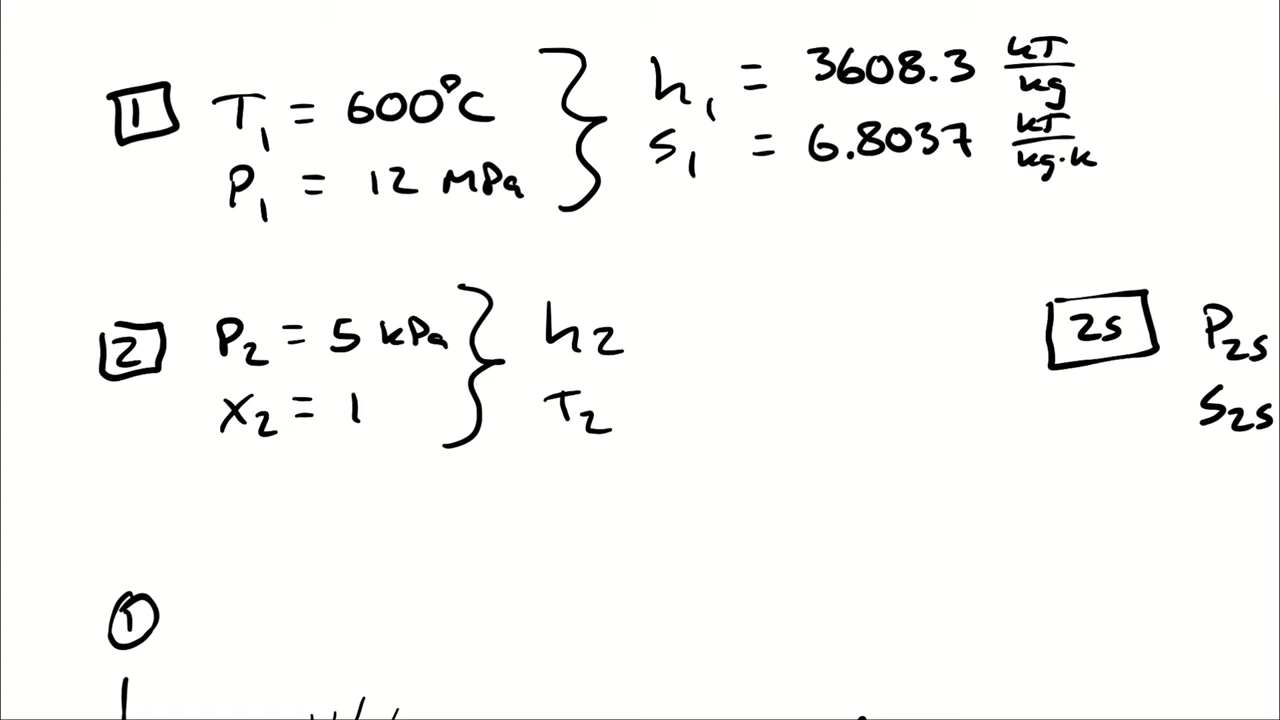 1 T₁ = 600°C
P₁ = 12 MPa
h₁ = 3608.3 kJ/kg
s₁ = 6.8037 kJ/kg·K
2 P₂ = 5 kPa
x₂ = 1
h₂
T₂
2s P₂s
S₂s
1